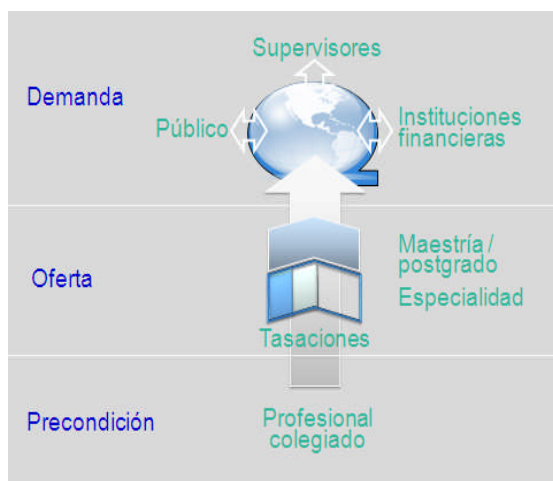 Supervisores
Demanda
Público
Instituciones
financieras
Maestría /
postgrado
Oferta
Especialidad
Tasaciones
Precondición
Profesional
colegiado